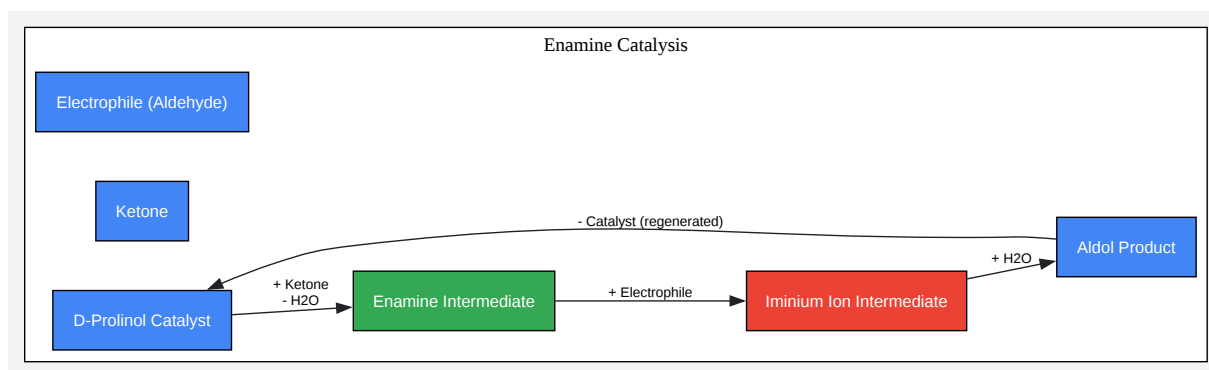 Enamine Catalysis
Electrophile (Aldehyde)
Ketone
- Catalyst (regenerated)
Aldol Product
+ H2O
+ Ketone
- H2O
Enamine Intermediate
+ Electrophile
Iminium Ion Intermediate
D-Prolinol Catalyst